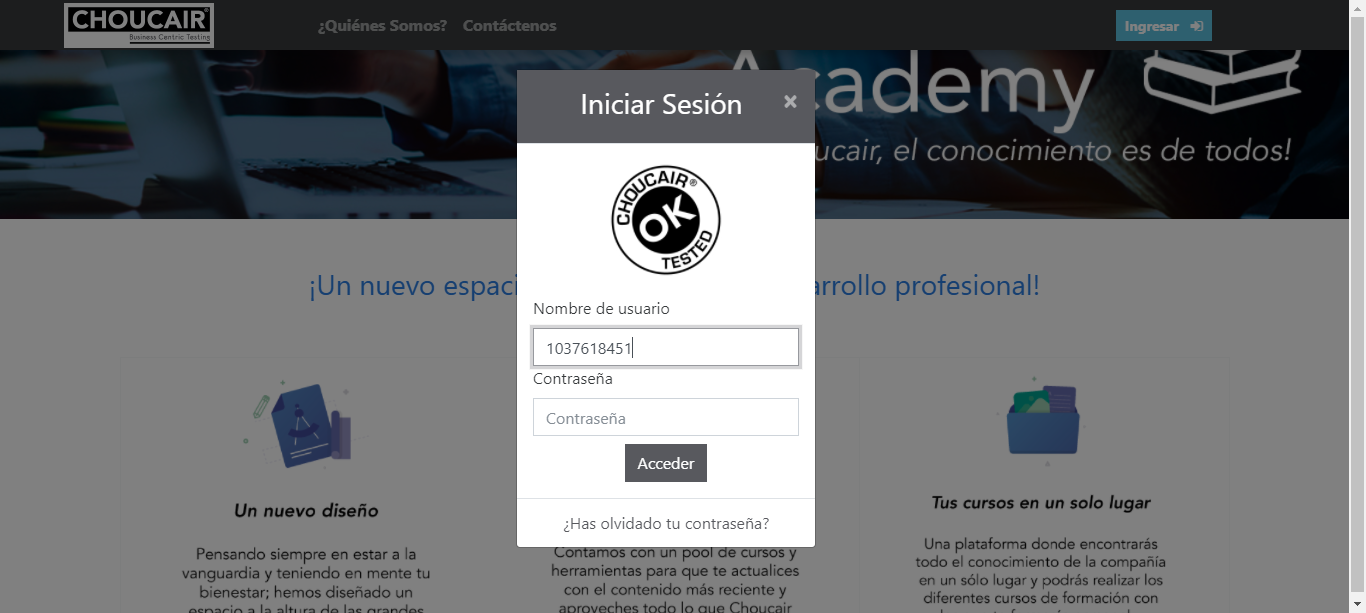 CHOUCAIR®
Business Centric Testing
¿Quiénes Somos? Contáctenos
Ingresar
Academy
ucair, el conocimiento es de todos!
Iniciar Sesión ×
CHOUCAIR®
OK
TESTED
¡Un nuevo espaci
rrollo profesional!
Nombre de usuario
1037618451
Contraseña
Contraseña
Acceder
¿Has olvidado tu contraseña?
Un nuevo diseño
Pensando siempre en estar a la
vanguardia y teniendo en mente tu
bienestar; hemos diseñado un
espacio a la altura de las grandes
Contamos con un pool de cursos y
herramientas para que te actualices
con el contenido más reciente y
aproveches todo lo que Choucair
Tus cursos en un solo lugar
Una plataforma donde encontrarás
todo el conocimiento de la compañía
en un sólo lugar y podrás realizar los
diferentes cursos de formación con